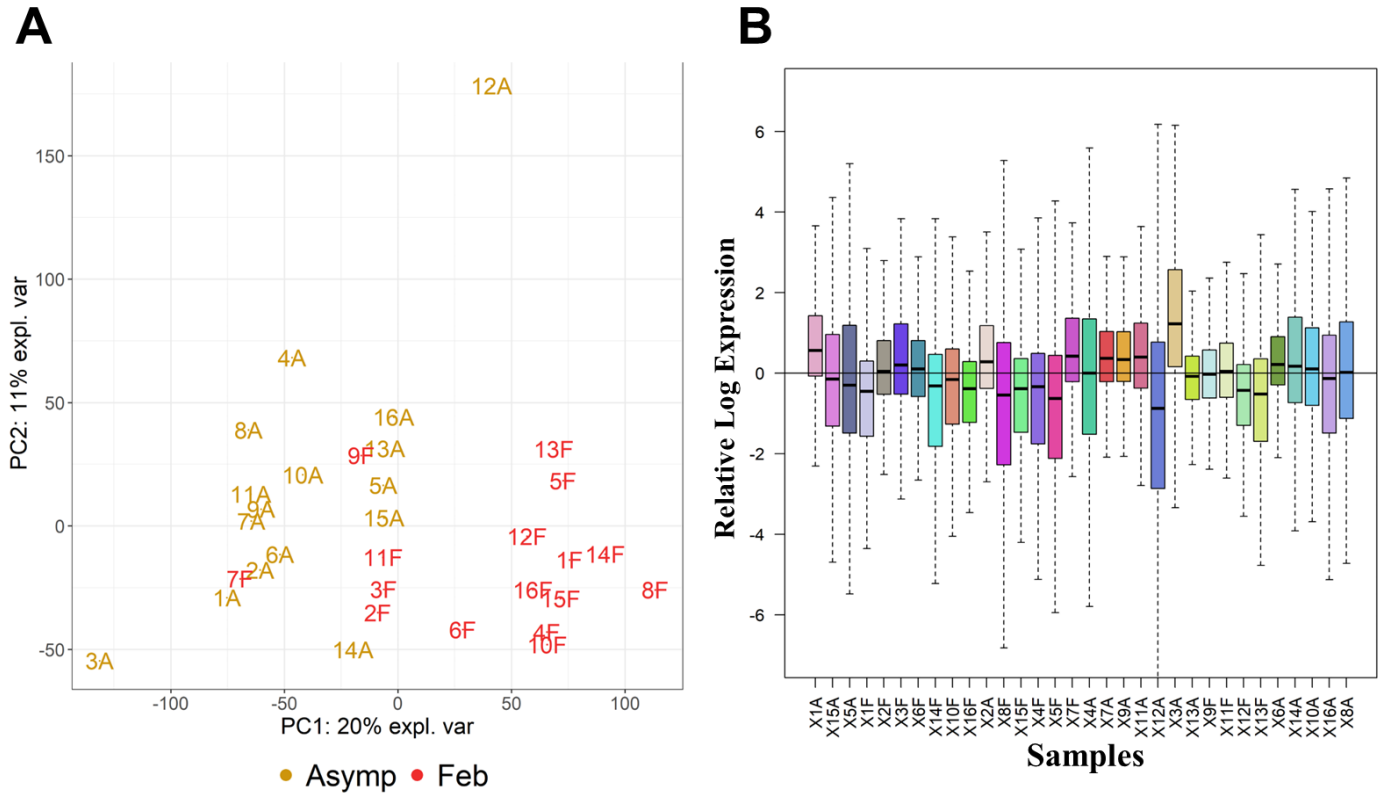 A
PC2: 11% expl. var
150
100
50
0
-50
12A
4A
16A
8A
13A
9F
13F
10A
5F
5A
11A
9A
7A
15A
12F
6A
11F
1F
14F
2A
7F
3F
16F
8F
1A
15F
2F
6F
4F
10F
14A
3A
-100
-50
0
50
100
PC1: 20% expl. var
Asymp
Feb
B
Relative Log Expression
6
4
2
0
-2
-4
-6
X1A
X15A
X5A
X1F
X2F
X3F
X6F
X14F
X10F
X16F
X2A
X8F
X15F
X4F
X5F
X7F
X4A
X7A
X9A
X11A
X12A
X3A
X13A
X9F
X11F
X12F
X13F
X6A
X14A
X10A
X16A
X8A
Samples